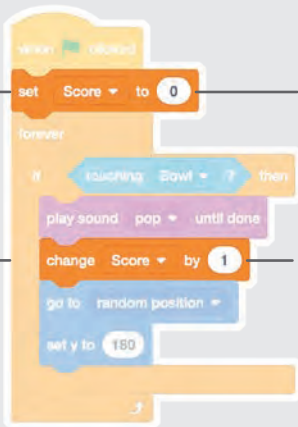 when clicked
set Score to 0
forever
if touching Bowl ? then
play sound pop until done
change Score by 1
go to random position
set y to 180